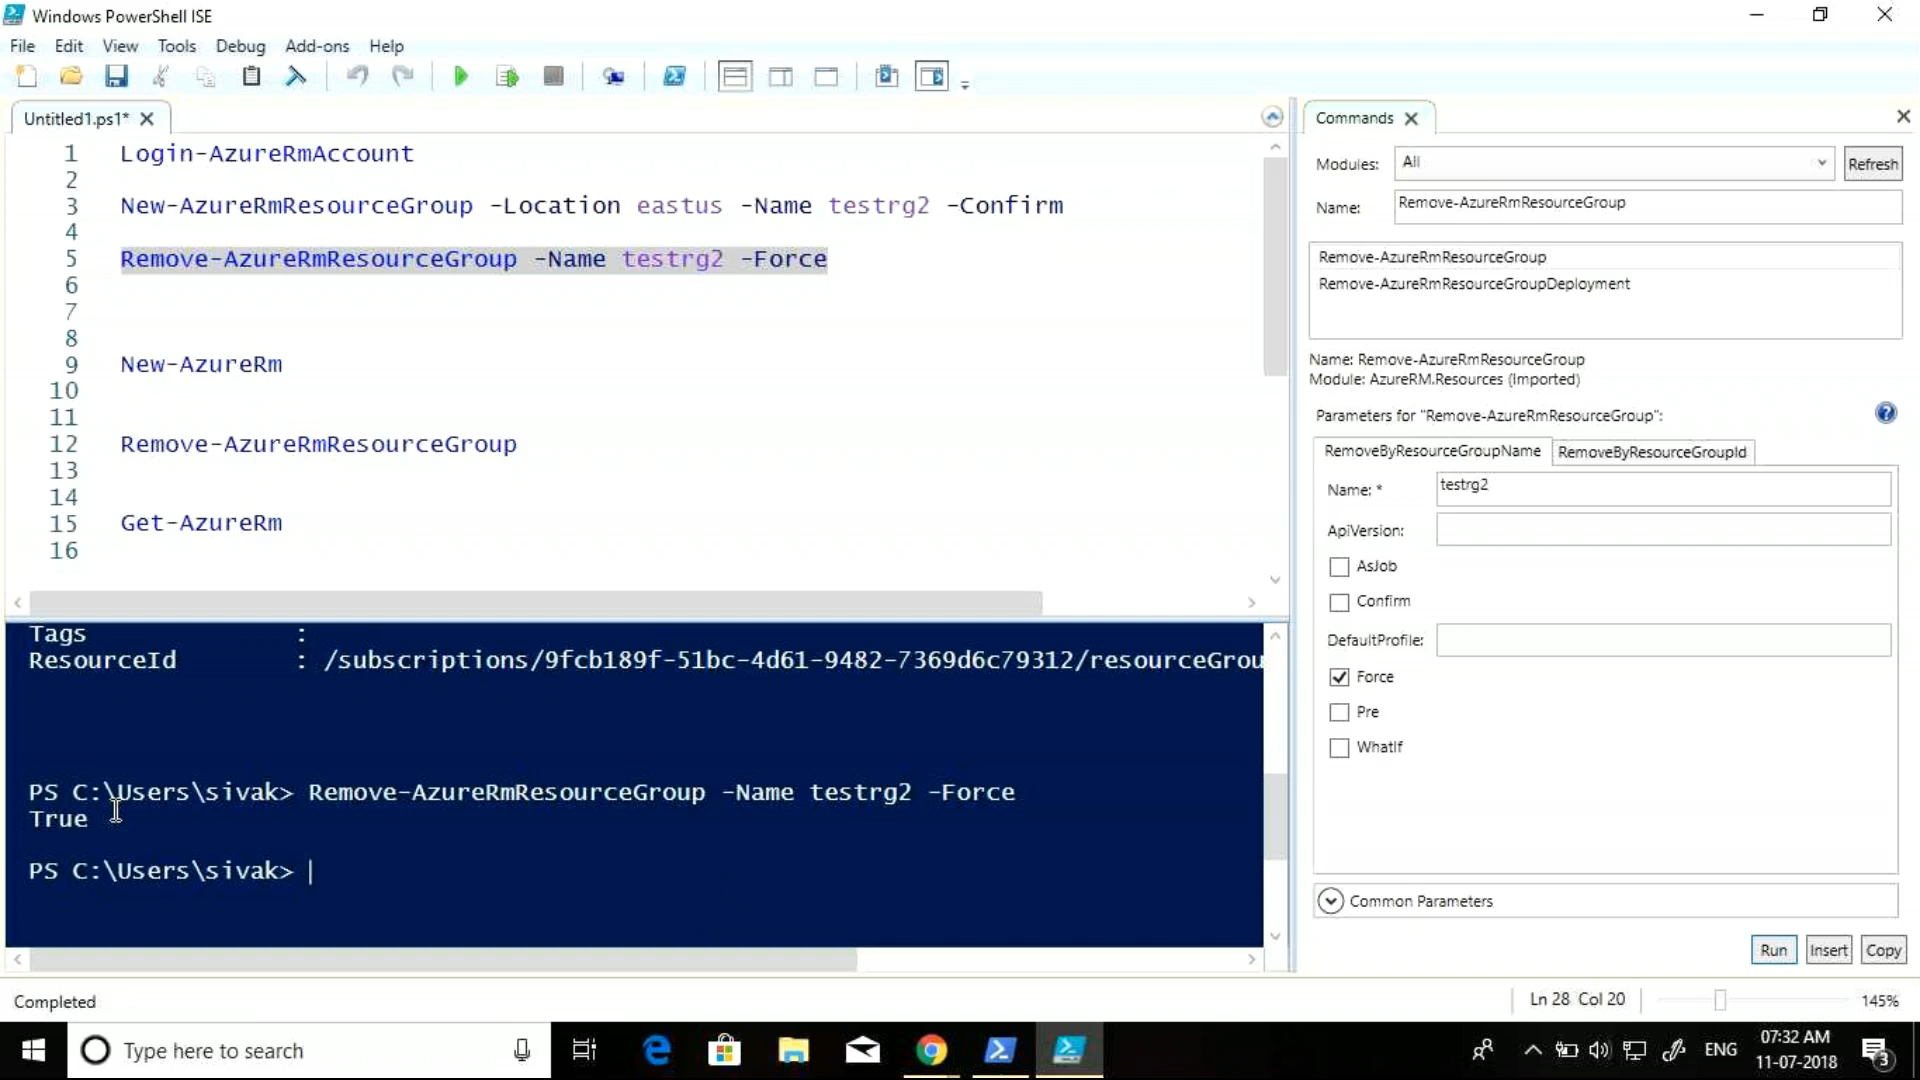 Windows PowerShell ISE
File Edit View Tools Debug Add-ons Help
Untitled1.ps1*
1 Login-AzureRmAccount
2
3 New-AzureRmResourceGroup -Location eastus -Name testrg2 -Confirm
4
5 Remove-AzureRmResourceGroup -Name testrg2 -Force
6
7
8
9 New-AzureRm
10
11
12 Remove-AzureRmResourceGroup
13
14
15 Get-AzureRm
16
Tags :
ResourceId : /subscriptions/9fcb189f-51bc-4d61-9482-7369d6c79312/resourceGrou
PS C:\Users\sivak> Remove-AzureRmResourceGroup -Name testrg2 -Force
True
PS C:\Users\sivak>
Completed
Ln 28 Col 20
145%
Commands
Modules: All Refresh
Name: Remove-AzureRmResourceGroup
Remove-AzureRmResourceGroup
Remove-AzureRmResourceGroupDeployment
Name: Remove-AzureRmResourceGroup
Module: AzureRM.Resources (Imported)
Parameters for "Remove-AzureRmResourceGroup":
RemoveByResourceGroupName RemoveByResourceGroupId
Name: * testrg2
ApiVersion:
AsJob
Confirm
DefaultProfile:
Force
Pre
WhatIf
Common Parameters
Run Insert Copy
Type here to search
ENG
07:32 AM
11-07-2018
3